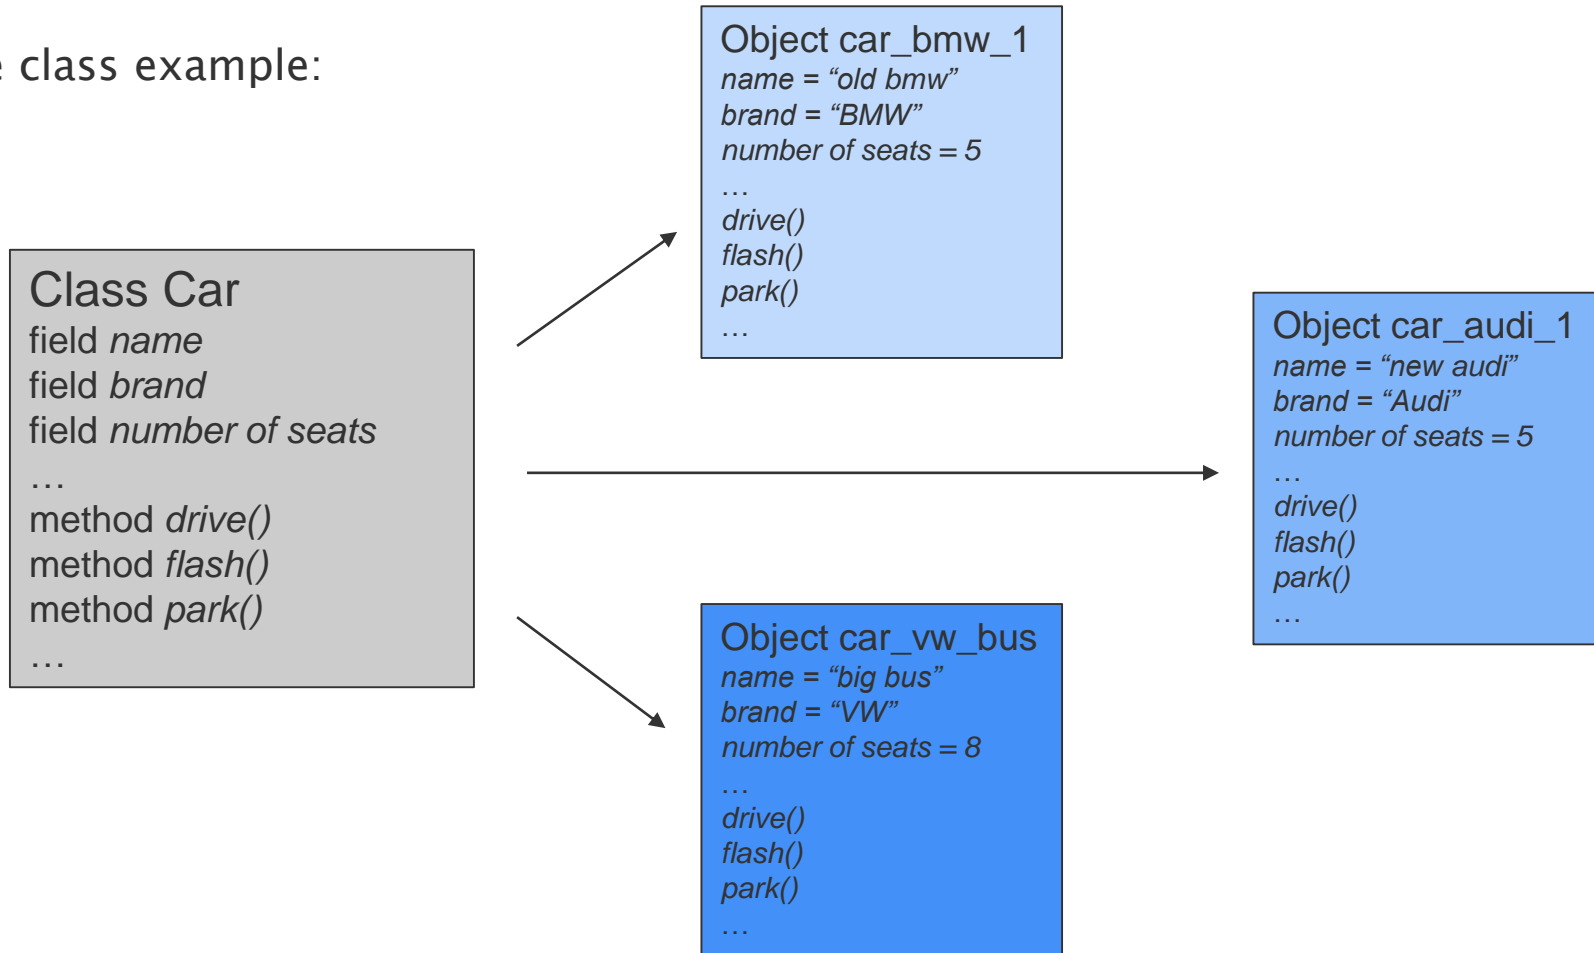 class example:
Class Car
field name
field brand
field number of seats
…
method drive()
method flash()
method park()
…
Object car_bmw_1
name = “old bmw”
brand = “BMW”
number of seats = 5
…
drive()
flash()
park()
…
Object car_audi_1
name = “new audi”
brand = “Audi”
number of seats = 5
…
drive()
flash()
park()
…
Object car_vw_bus
name = “big bus”
brand = “VW”
number of seats = 8
…
drive()
flash()
park()
…